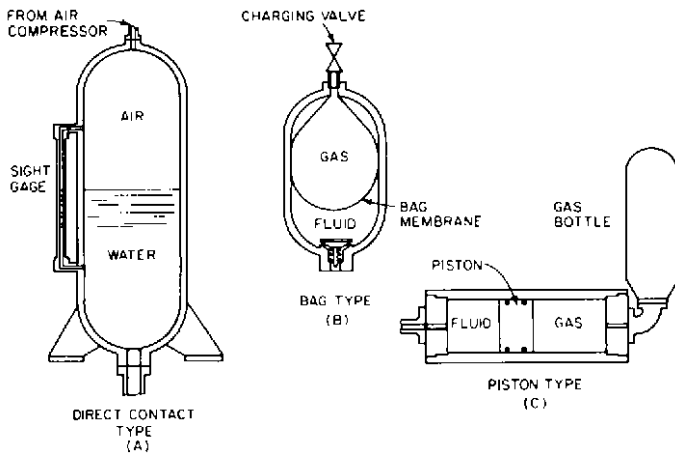 FROM AIR
COMPRESSOR
AIR
SIGHT
GAGE
WATER
DIRECT CONTACT
TYPE
(A)
CHARGING VALVE
GAS
FLUID
BAG
MEMBRANE
BAG TYPE
(B)
GAS
BOTTLE
PISTON
FLUID
GAS
PISTON TYPE
(C)